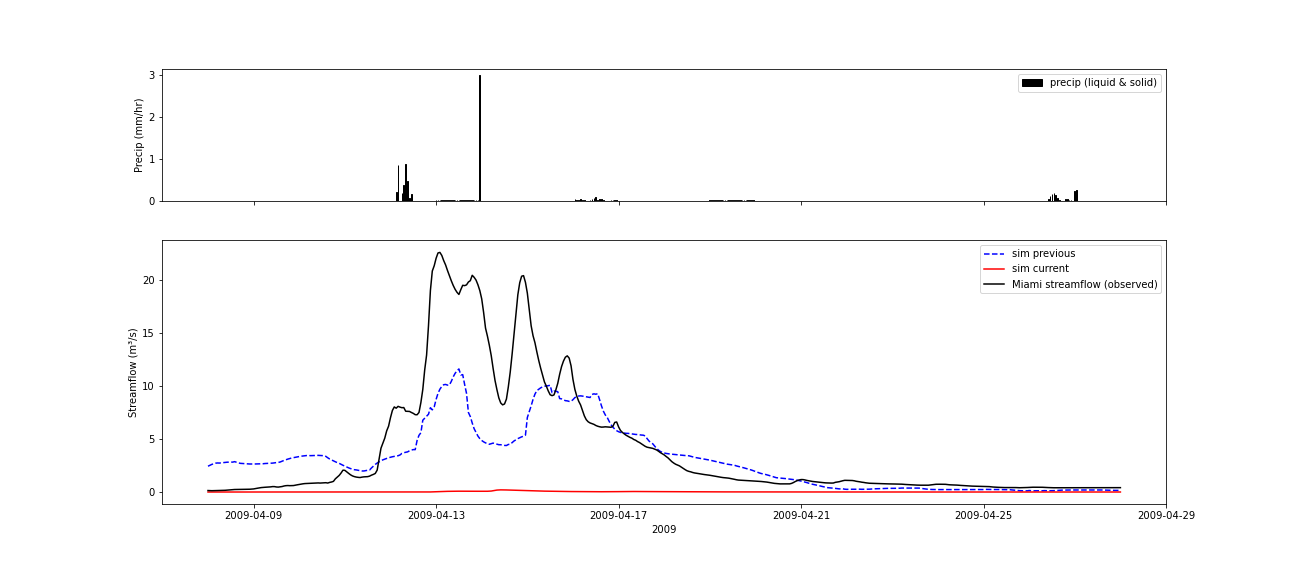 3
2
1
0
Precip (mm/hr)
precip (liquid & solid)
20
15
10
5
0
Streamflow (m³/s)
sim previous
sim current
Miami streamflow (observed)
2009-04-09 2009-04-13 2009-04-17 2009-04-21 2009-04-25 2009-04-29
2009